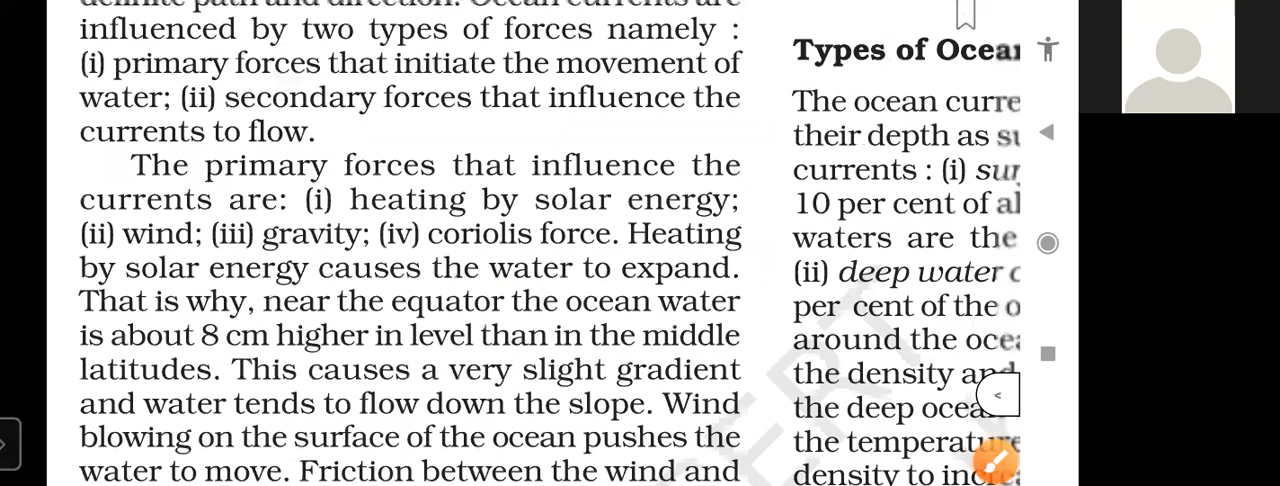 influenced by two types of forces namely :
(i) primary forces that initiate the movement of
water; (ii) secondary forces that influence the
currents to flow.
The primary forces that influence the
currents are: (i) heating by solar energy;
(ii) wind; (iii) gravity; (iv) coriolis force. Heating
by solar energy causes the water to expand.
That is why, near the equator the ocean water
is about 8 cm higher in level than in the middle
latitudes. This causes a very slight gradient
and water tends to flow down the slope. Wind
blowing on the surface of the ocean pushes the
water to move. Friction between the wind and
Types of
The ocean
their depth as
currents : (i)
10 per cent of
waters are the
(ii) deep water
per cent of the
around the
the density
the deep
the
density to